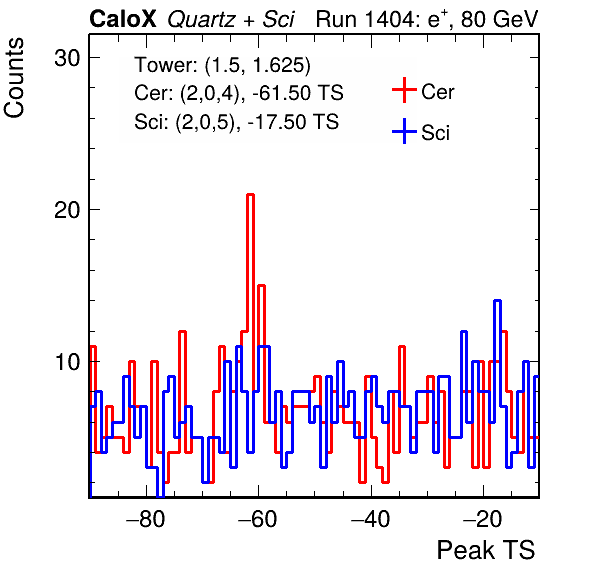 CaloX Quartz + Sci Run 1404: e⁺, 80 GeV
Counts
30
20
10
Tower: (1.5, 1.625)
Cer: (2,0,4), -61.50 TS
Sci: (2,0,5), -17.50 TS
Cer
Sci
−80 −60 −40 −20
Peak TS